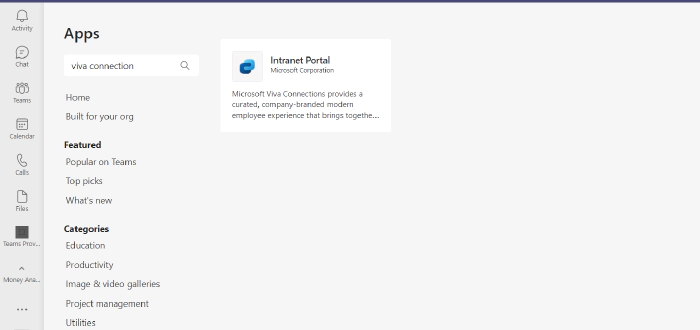 Activity
Chat
Teams
Calendar
Calls
Files
Teams Prov...
Money Ana...
Apps
viva connection
Home
Built for your org
Featured
Popular on Teams
Top picks
What's new
Categories
Education
Productivity
Image & video galleries
Project management
Utilities
Intranet Portal
Microsoft Corporation
Microsoft Viva Connections provides a
curated, company-branded modern
employee experience that brings togethe...